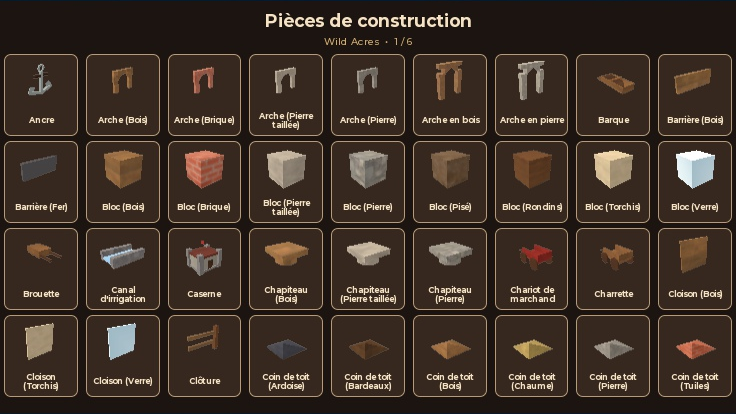 Pièces de construction
Wild Acres • 1 / 6
Ancre
Arche (Bois)
Arche (Brique)
Arche (Pierre
taillée)
Arche (Pierre)
Arche en bois
Arche en pierre
Barque
Barrière (Bois)
Barrière (Fer)
Bloc (Bois)
Bloc (Brique)
Bloc (Pierre
taillée)
Bloc (Pierre)
Bloc (Pisé)
Bloc (Rondins)
Bloc (Torchis)
Bloc (Verre)
Brouette
Canal
d'irrigation
Caserne
Chapiteau
(Bois)
Chapiteau
(Pierre taillée)
Chapiteau
(Pierre)
Chariot de
marchand
Charrette
Cloison (Bois)
Cloison
(Torchis)
Cloison (Verre)
Clôture
Coin de toit
(Ardoise)
Coin de toit
(Bardeaux)
Coin de toit
(Bois)
Coin de toit
(Chaume)
Coin de toit
(Pierre)
Coin de toit
(Tuiles)